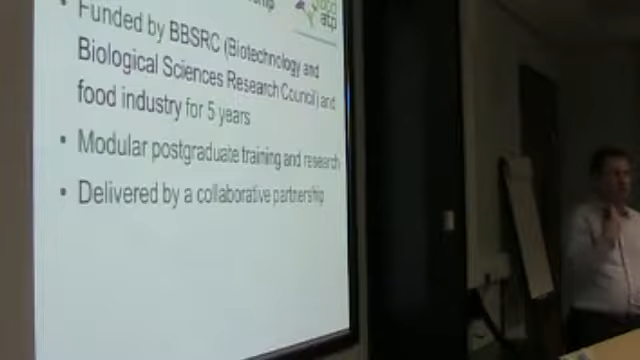 • Funded by BBSRC (Biotechnology and
Biological Sciences Research Council) and
food industry for 5 years
• Modular postgraduate training and research
• Delivered by a collaborative partnership
atp